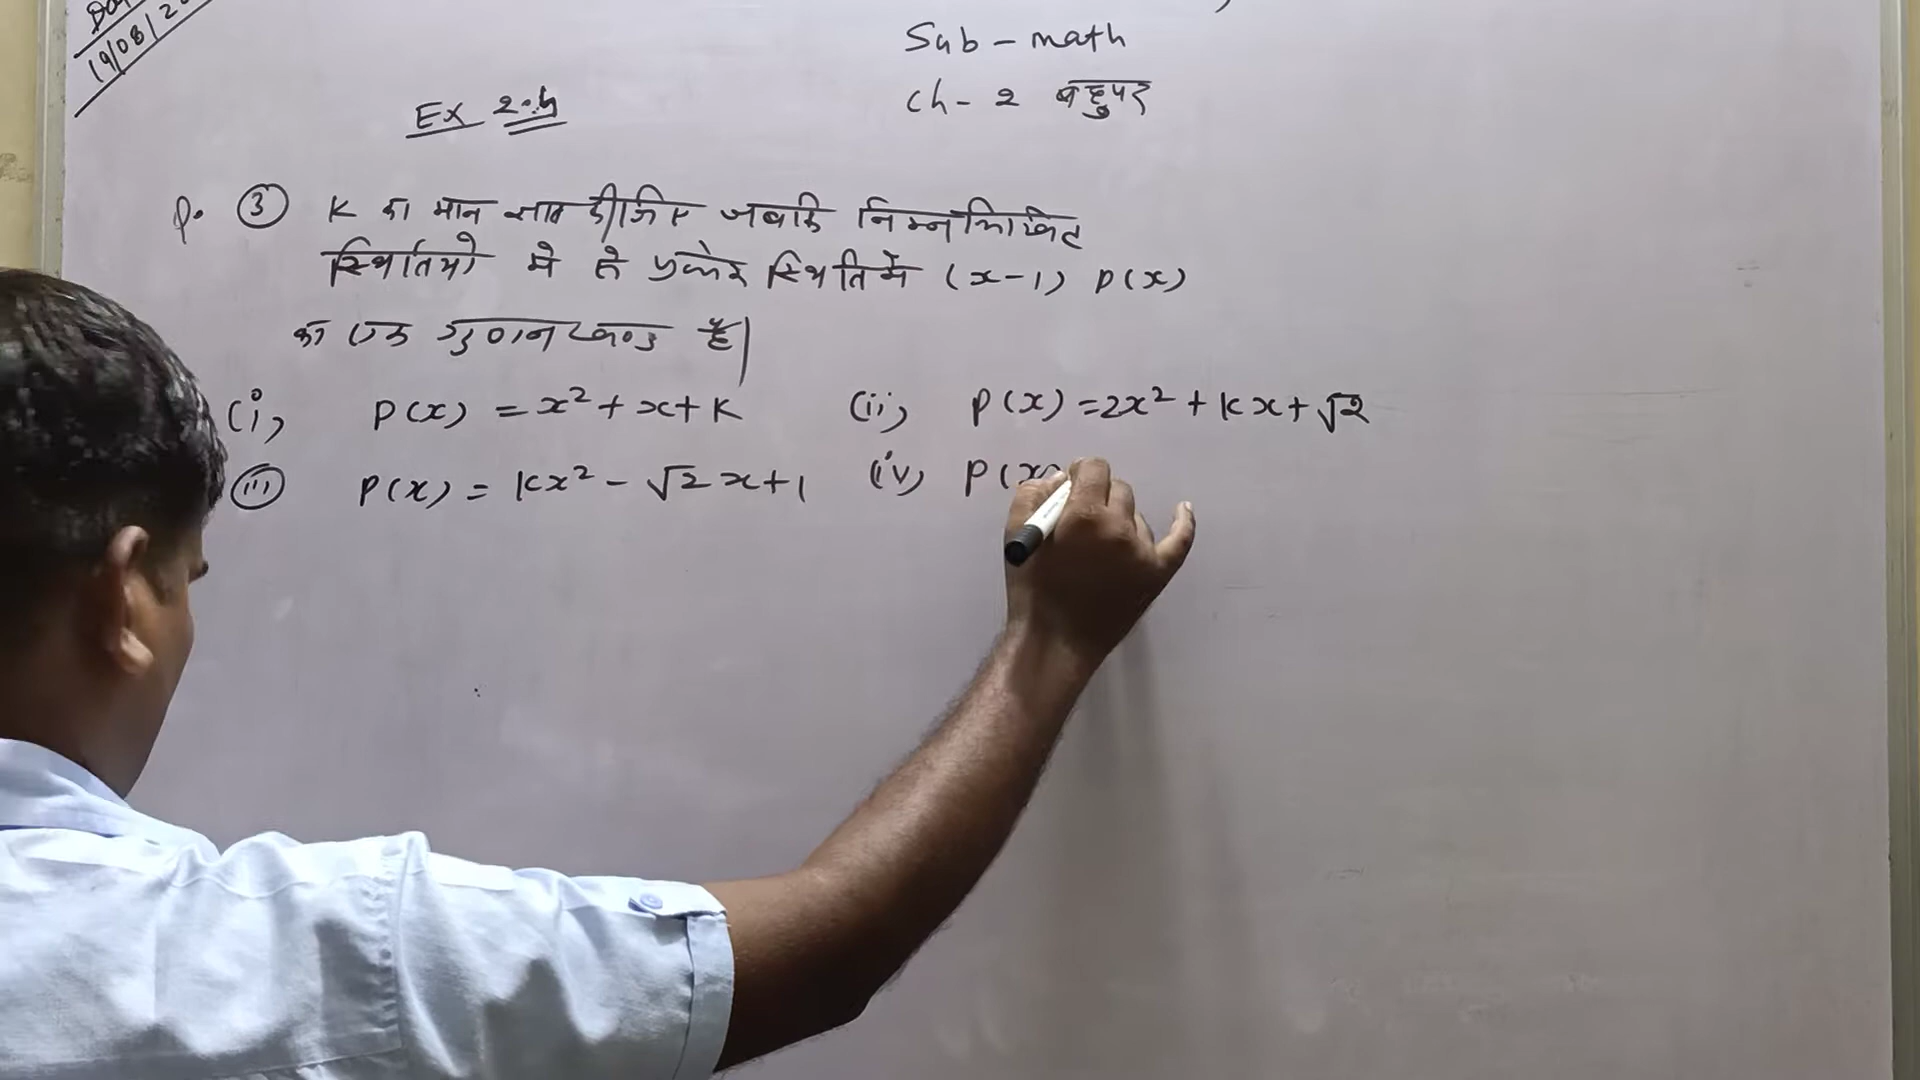 19/08/20
Sub - math
Ch - 2 बहुपद
Ex 2.4
Q. ③ K का मान ज्ञात कीजिए जबकि निम्नलिखित
स्थितियो मे से प्रत्येक स्थिति में (x-1) P(x)
का एक गुणनखण्ड है|
(i) P(x) = x² + x + K (ii) P(x) = 2x² + Kx + √2
(iii) P(x) = Kx² - √2 x + 1 (iv) P(x)